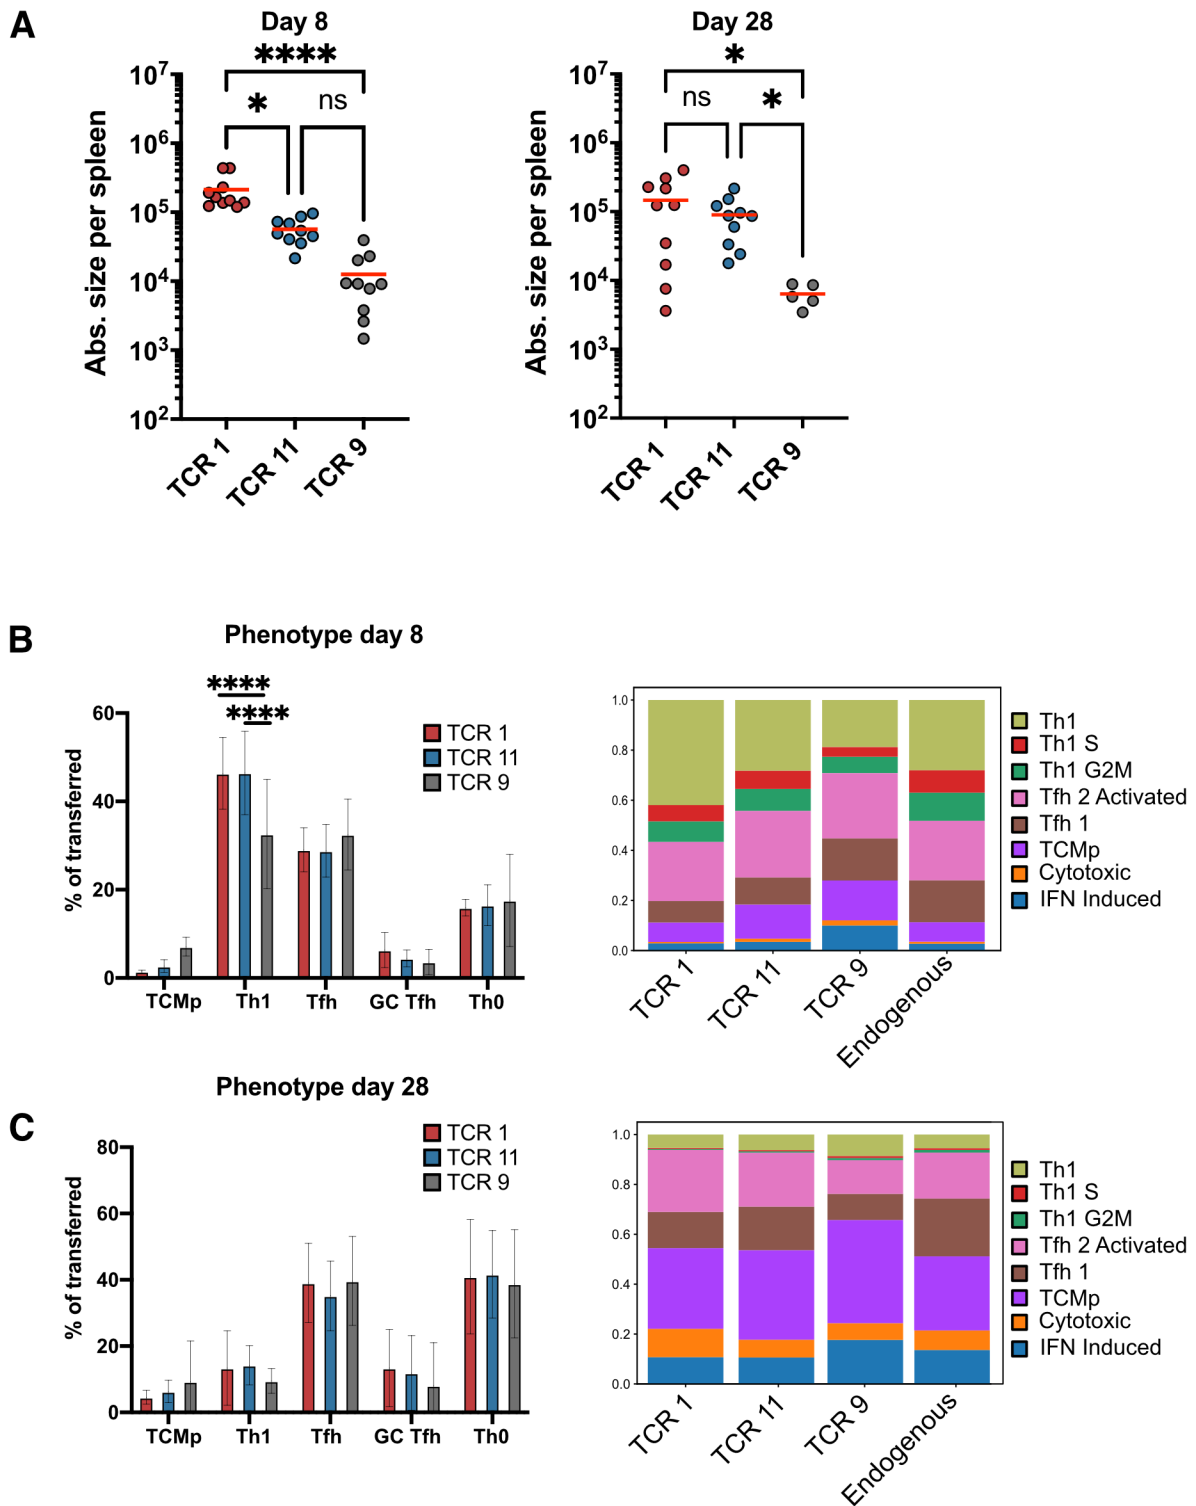 A
Day 8
Day 28
✱✱✱✱
✱
ns
✱
ns
✱
Abs. size per spleen
10^7
10^6
10^5
10^4
10^3
10^2
TCR 1
TCR 11
TCR 9
Abs. size per spleen
10^7
10^6
10^5
10^4
10^3
10^2
TCR 1
TCR 11
TCR 9
B
Phenotype day 8
✱✱✱✱
✱✱✱✱
% of transferred
60
40
20
0
TCMp
Th1
Tfh
GC Tfh
Th0
TCR 1
TCR 11
TCR 9
1.0
0.8
0.6
0.4
0.2
0.0
TCR 1
TCR 11
TCR 9
Endogenous
Th1
Th1 S
Th1 G2M
Tfh 2 Activated
Tfh 1
TCMp
Cytotoxic
IFN Induced
C
Phenotype day 28
% of transferred
80
60
40
20
0
TCMp
Th1
Tfh
GC Tfh
Th0
TCR 1
TCR 11
TCR 9
1.0
0.8
0.6
0.4
0.2
0.0
TCR 1
TCR 11
TCR 9
Endogenous
Th1
Th1 S
Th1 G2M
Tfh 2 Activated
Tfh 1
TCMp
Cytotoxic
IFN Induced